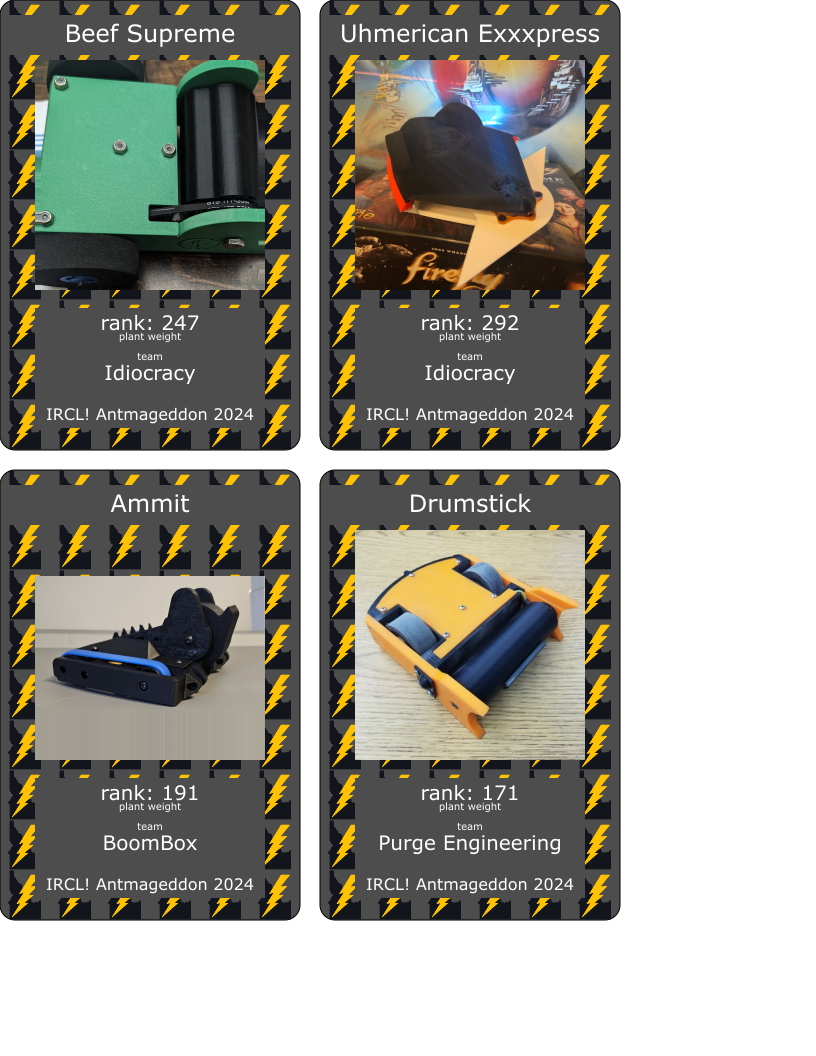 Beef Supreme
rank: 247
plant weight
team
Idiocracy
IRCL! Antmageddon 2024
Uhmerican Exxxpress
firefly
rank: 292
plant weight
team
Idiocracy
IRCL! Antmageddon 2024
Ammit
rank: 191
plant weight
team
BoomBox
IRCL! Antmageddon 2024
Drumstick
rank: 171
plant weight
team
Purge Engineering
IRCL! Antmageddon 2024